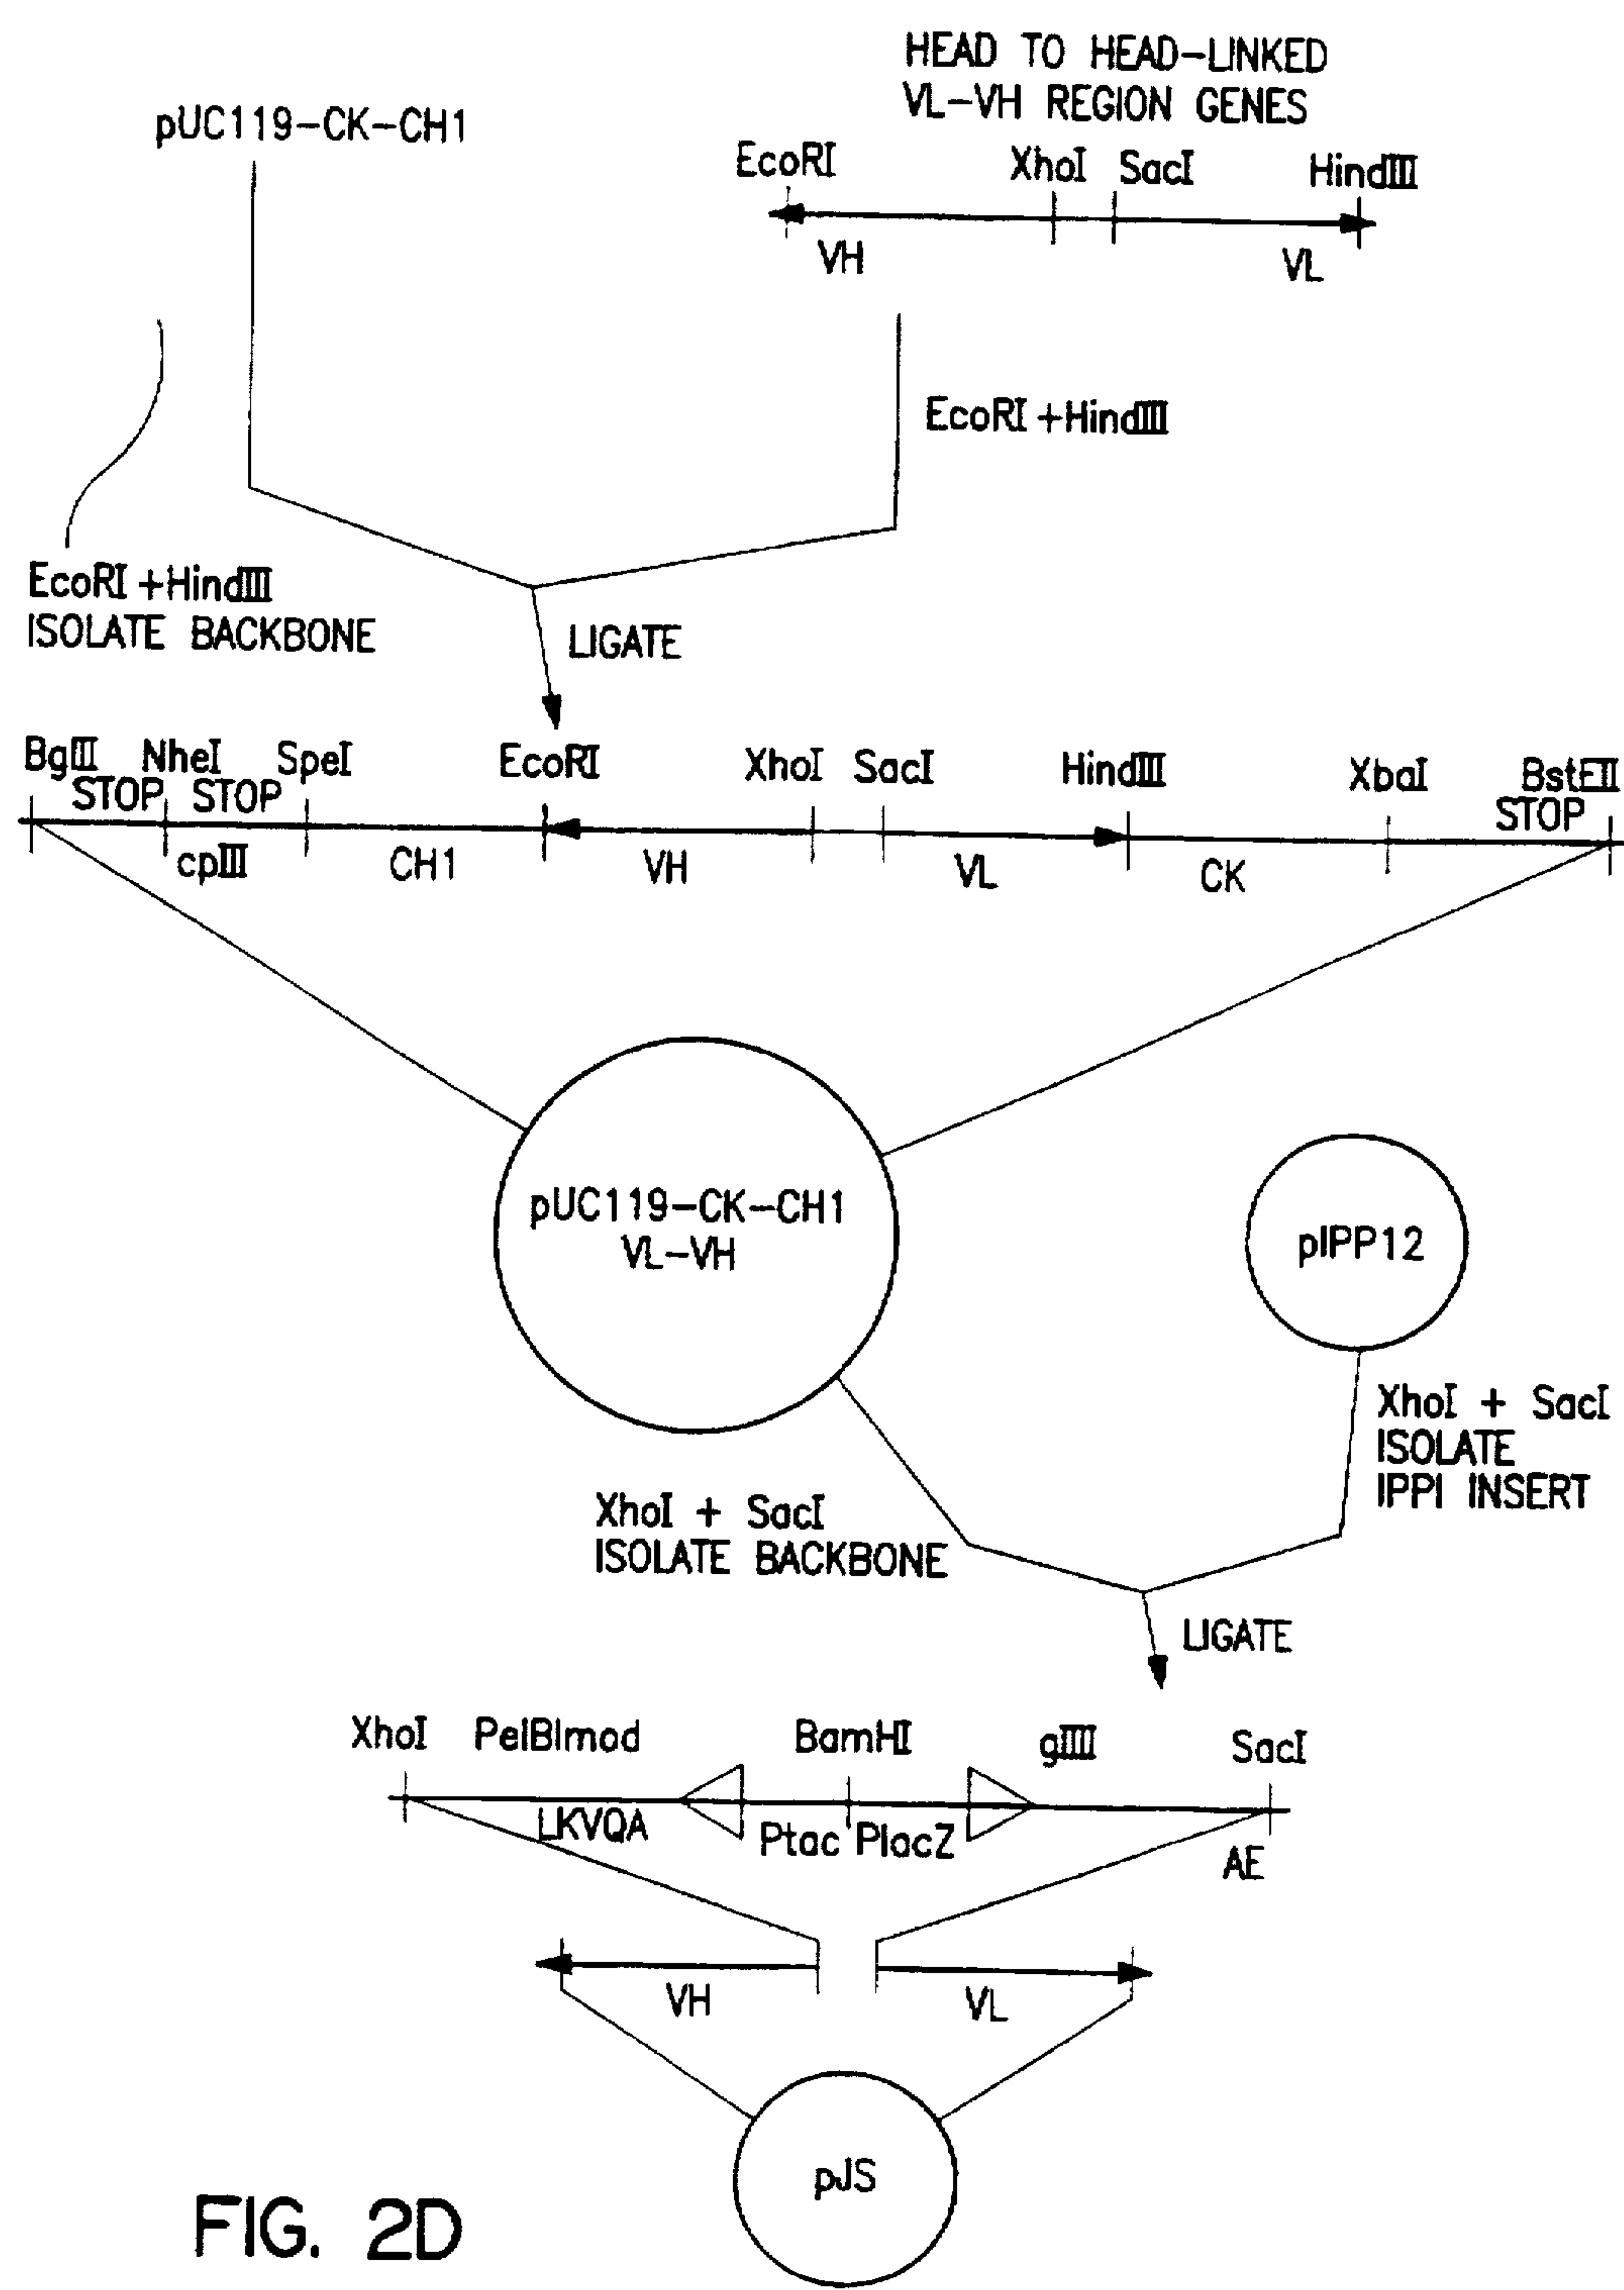 HEAD TO HEAD-LINKED
VL-VH REGION GENES
pUC119-CK-CH1
EcoRI XhoI SacI HindIII
VH VL
EcoRI+HindIII
EcoRI+HindIII
ISOLATE BACKBONE
LIGATE
BglII NheI SpeI EcoRI XhoI SacI HindIII XbaI BstEII
STOP STOP STOP
cpIII CH1 VH VL CK
pUC119-CK-CH1
VL-VH
pIPP12
XhoI + SacI
ISOLATE
IPPI INSERT
XhoI + SacI
ISOLATE BACKBONE
LIGATE
XhoI PelBlmod BamHI gIIII SacI
LKVQA Ptac PlacZ AE
VH VL
pJS
FIG. 2D